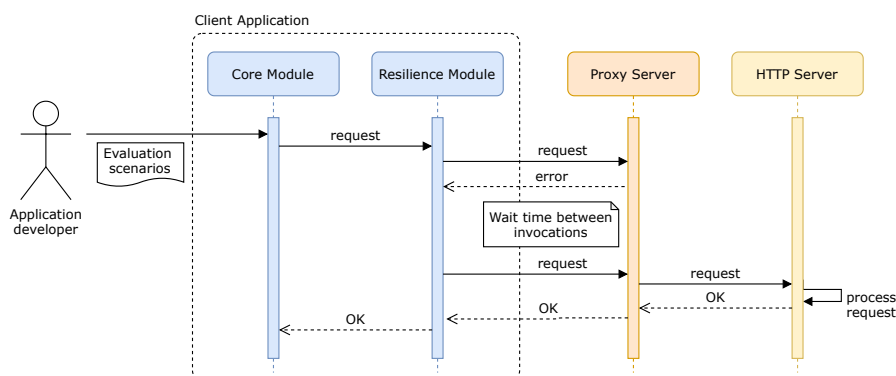 Client Application
Core Module
Resilience Module
Proxy Server
HTTP Server
Evaluation
scenarios
Application
developer
request
request
error
Wait time between
invocations
request
request
process
request
OK
OK
OK